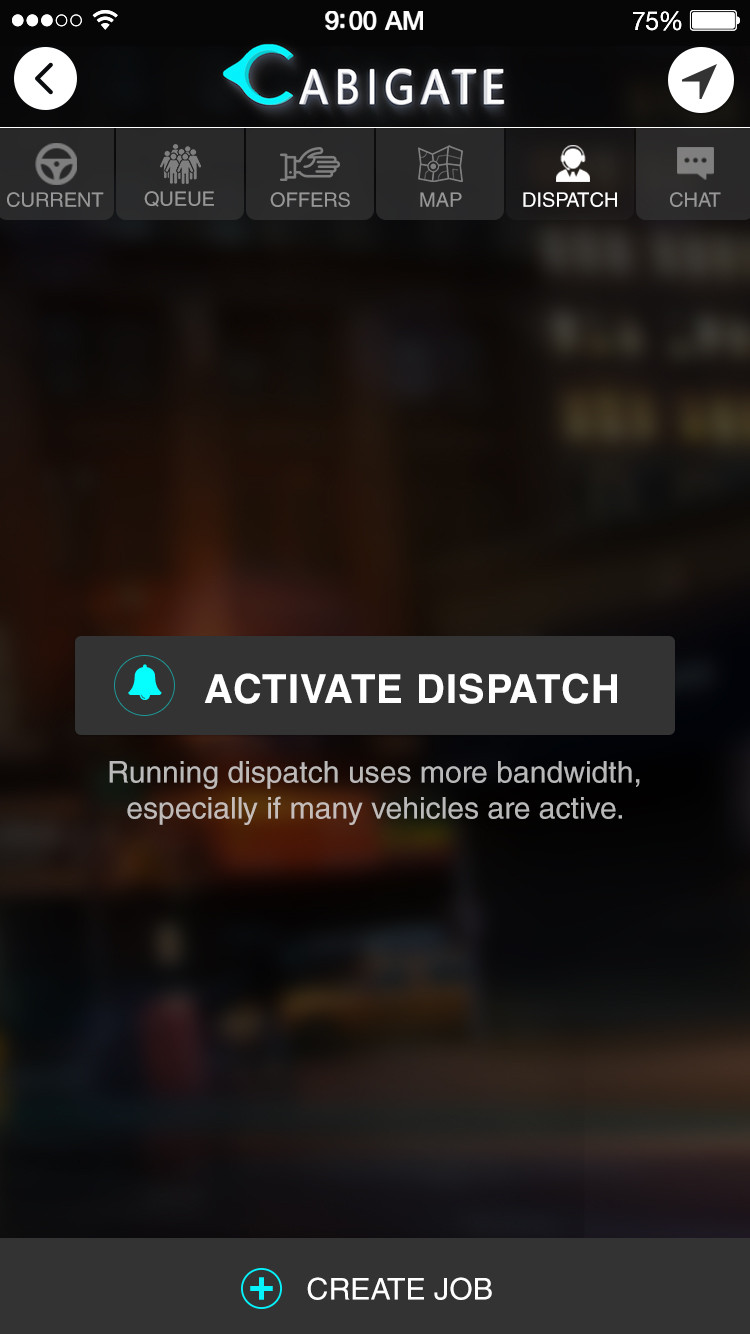 9:00 AM
75%
CABIGATE
CURRENT
QUEUE
OFFERS
MAP
DISPATCH
CHAT
ACTIVATE DISPATCH
Running dispatch uses more bandwidth,
especially if many vehicles are active.
CREATE JOB